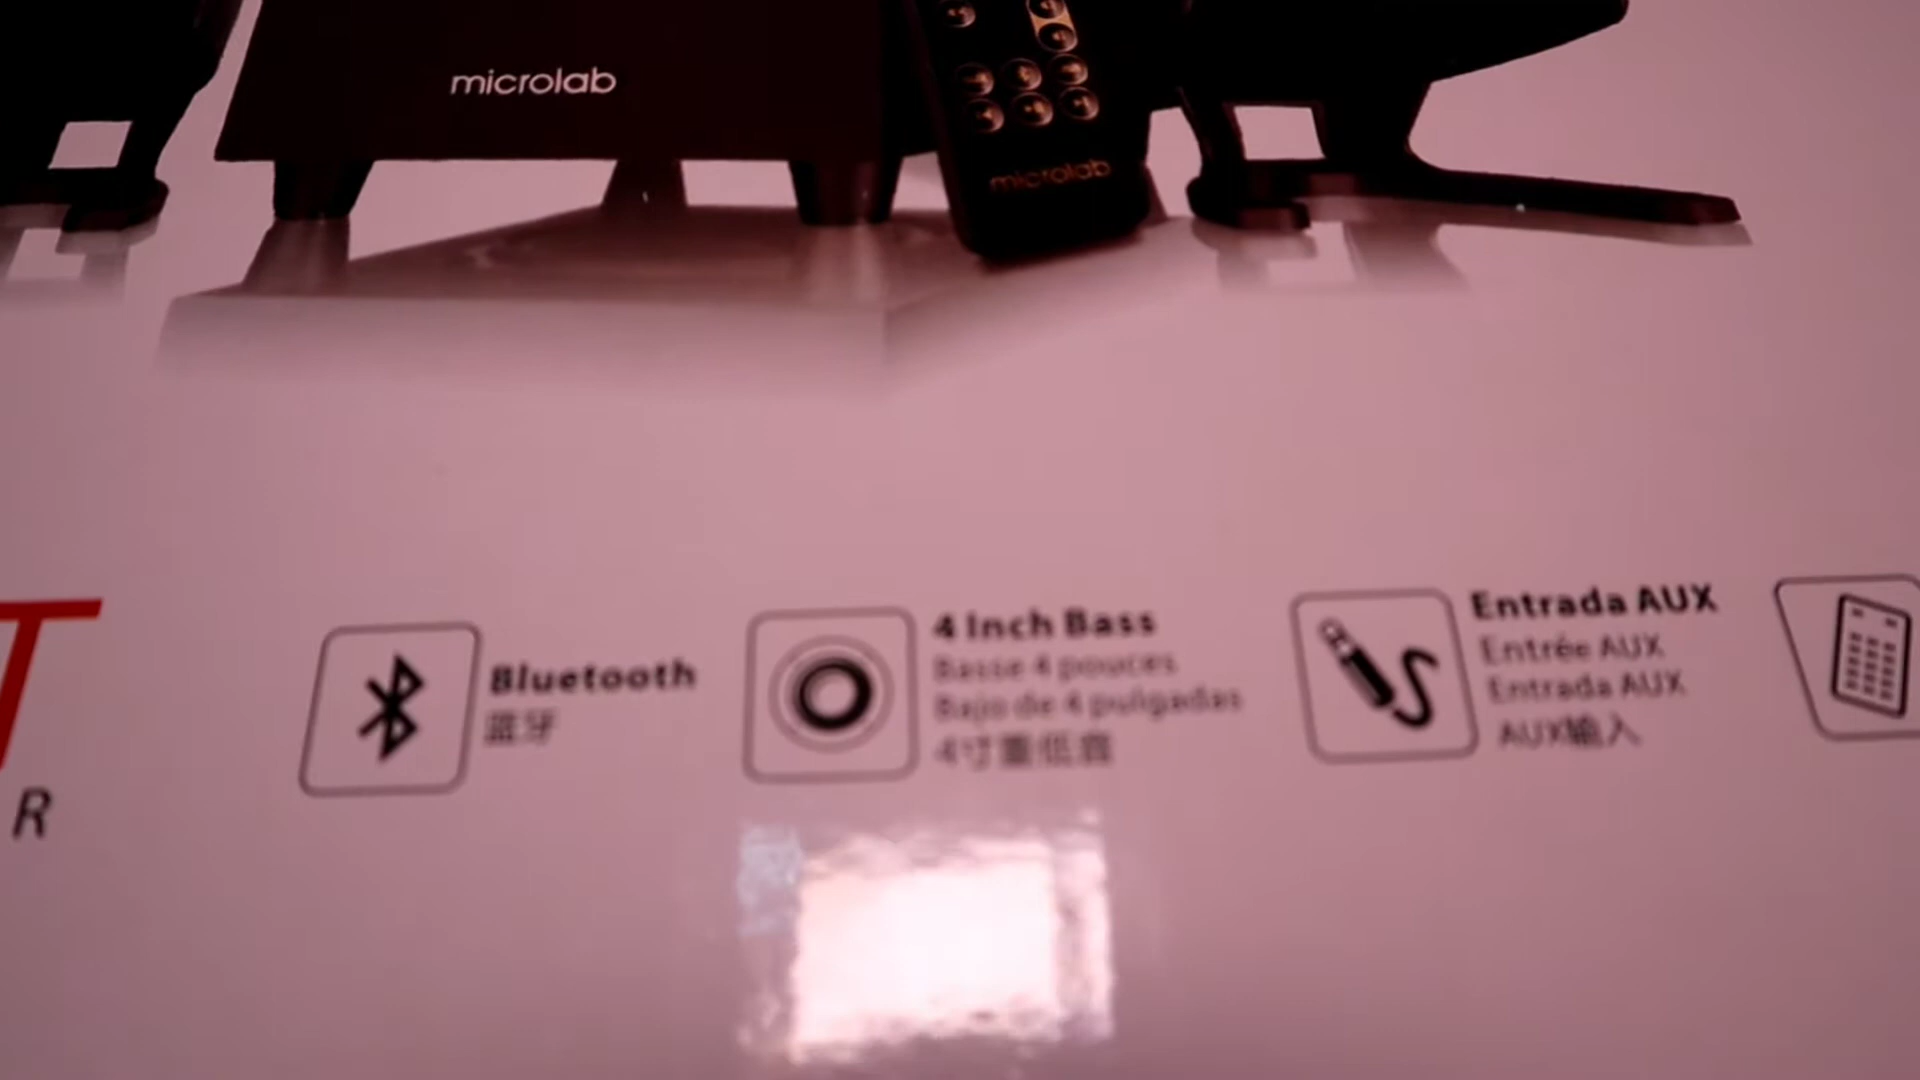 microlab
microlab
T
R
Bluetooth
蓝牙
4 Inch Bass
Basse 4 pouces
Bajo de 4 pulgadas
4寸重低音
Entrada AUX
Entrée AUX
Entrada AUX
AUX输入